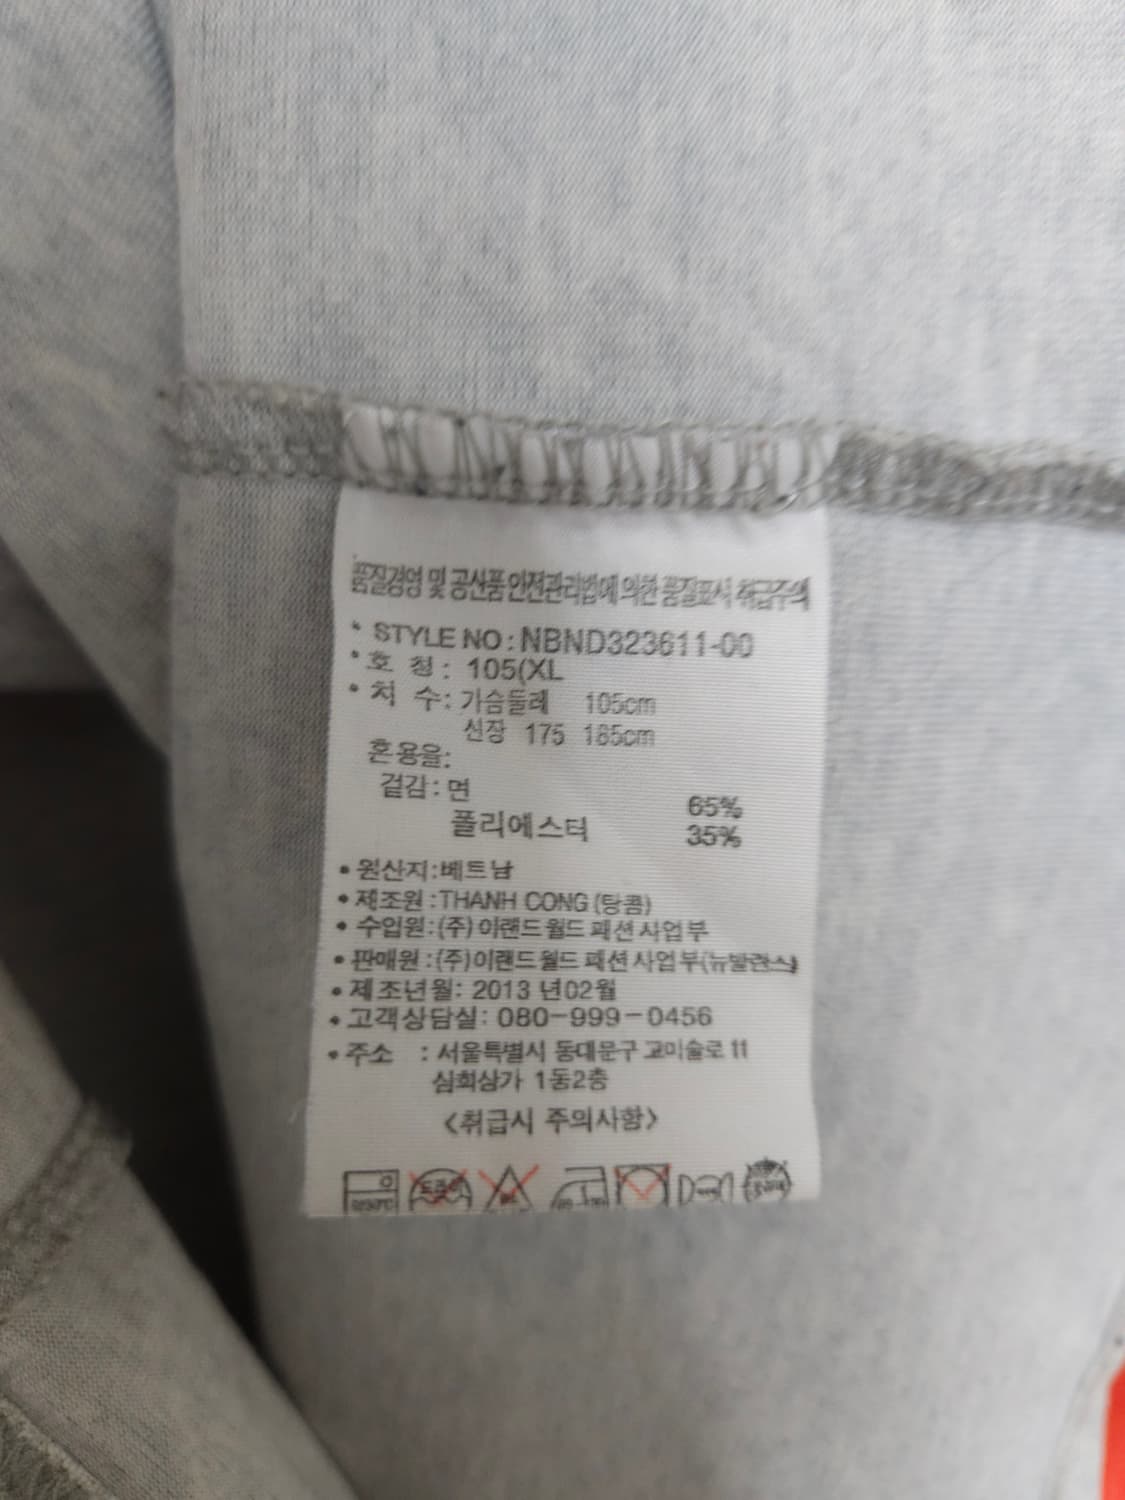 품질경영 및 공산품안전관리법에 의한 품질표시 취급주의
* STYLE NO : NBND323611-00
* 호 칭 : 105(XL
* 치 수 : 가슴둘레 105cm
신장 175 185cm
혼용율:
겉감 : 면 65%
폴리에스터 35%
• 원산지:베트남
• 제조원 : THANH CONG (탕콤)
• 수입원 : (주) 이랜드월드 패션사업부
• 판매원 : (주)이랜드월드 패션사업부(뉴발란스)
• 제조년월: 2013 년02월
• 고객상담실: 080-999-0456
• 주소 : 서울특별시 동대문구 고미술로 11
심희상가 1동2층
<취급시 주의사항>